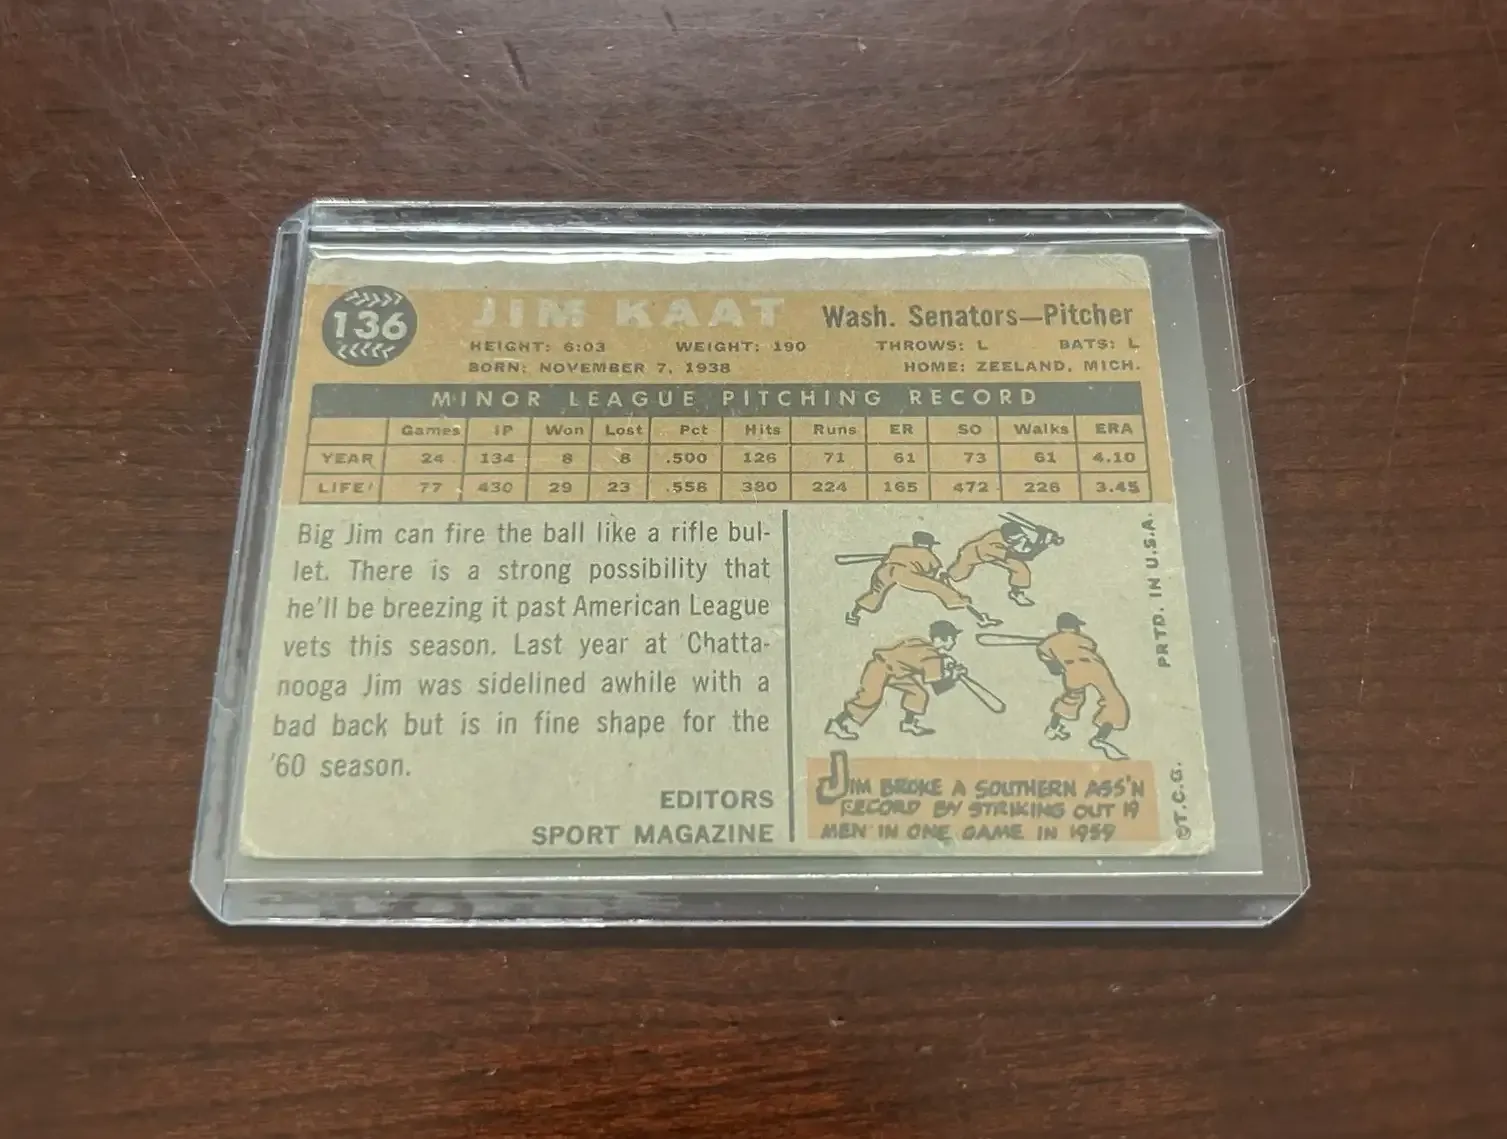 136
JIM KAAT
Wash. Senators—Pitcher
HEIGHT: 6:03 WEIGHT: 190 THROWS: L BATS: L
BORN: NOVEMBER 7, 1938 HOME: ZEELAND, MICH.
MINOR LEAGUE PITCHING RECORD
Games IP Won Lost Pct Hits Runs ER SO Walks ERA
YEAR 24 134 8 8 .500 126 71 61 73 61 4.10
LIFE 77 430 29 23 .558 380 224 165 472 226 3.45
Big Jim can fire the ball like a rifle bul-
let. There is a strong possibility that
he'll be breezing it past American League
vets this season. Last year at Chatta-
nooga Jim was sidelined awhile with a
bad back but is in fine shape for the
'60 season.
EDITORS
SPORT MAGAZINE
JIM BROKE A SOUTHERN ASS'N
RECORD BY STRIKING OUT 19
MEN IN ONE GAME IN 1959
©T.C.G. PRTD. IN U.S.A.